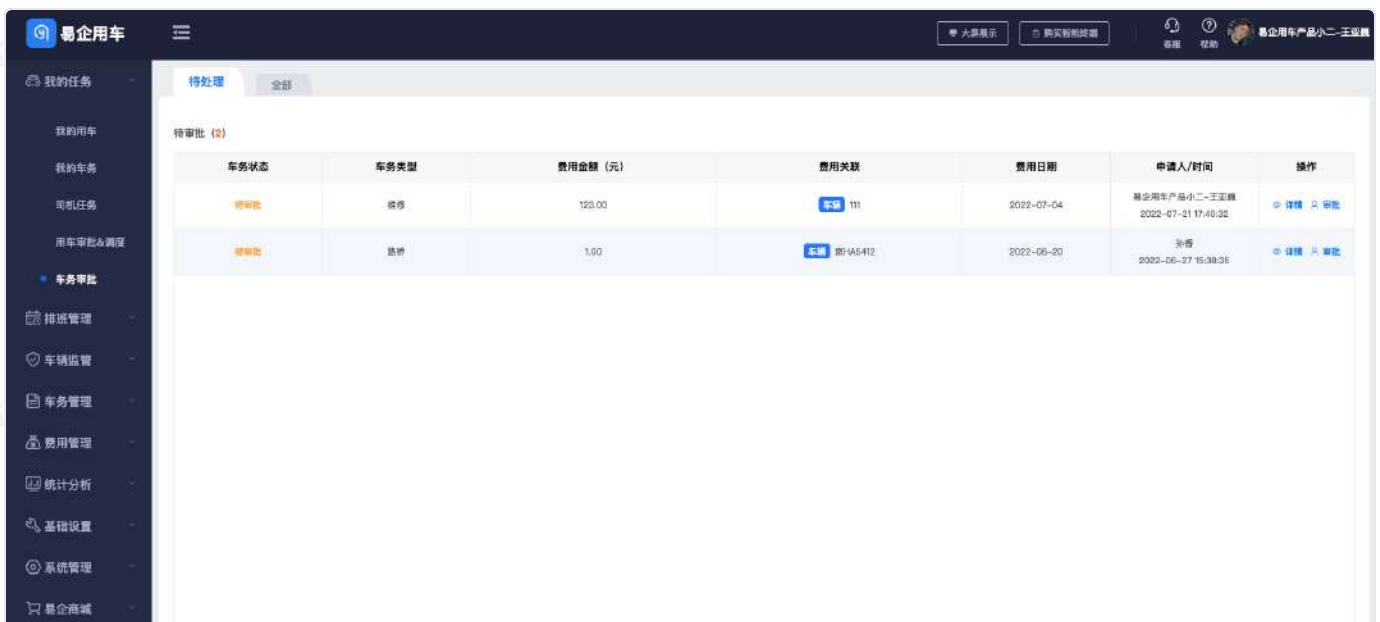 易企用车
大屏展示
购买智能终端
客服
帮助
易企用车产品小二-王亚巍
我的任务
我的用车
我的车务
司机任务
用车审批&调度
车务审批
排班管理
车辆监管
车务管理
费用管理
统计分析
基础设置
系统管理
易企商城
待处理 全部
待审批 (2)
车务状态 车务类型 费用金额 (元) 费用关联 费用日期 申请人/时间 操作
待审批 维修 123.00 车辆 111 2022-07-04 易企用车产品小二-王亚巍 2022-07-21 17:40:32 详情 审批
待审批 路桥 1.00 车辆 2022-06-20 孙香 2022-06-27 15:38:35 详情 审批